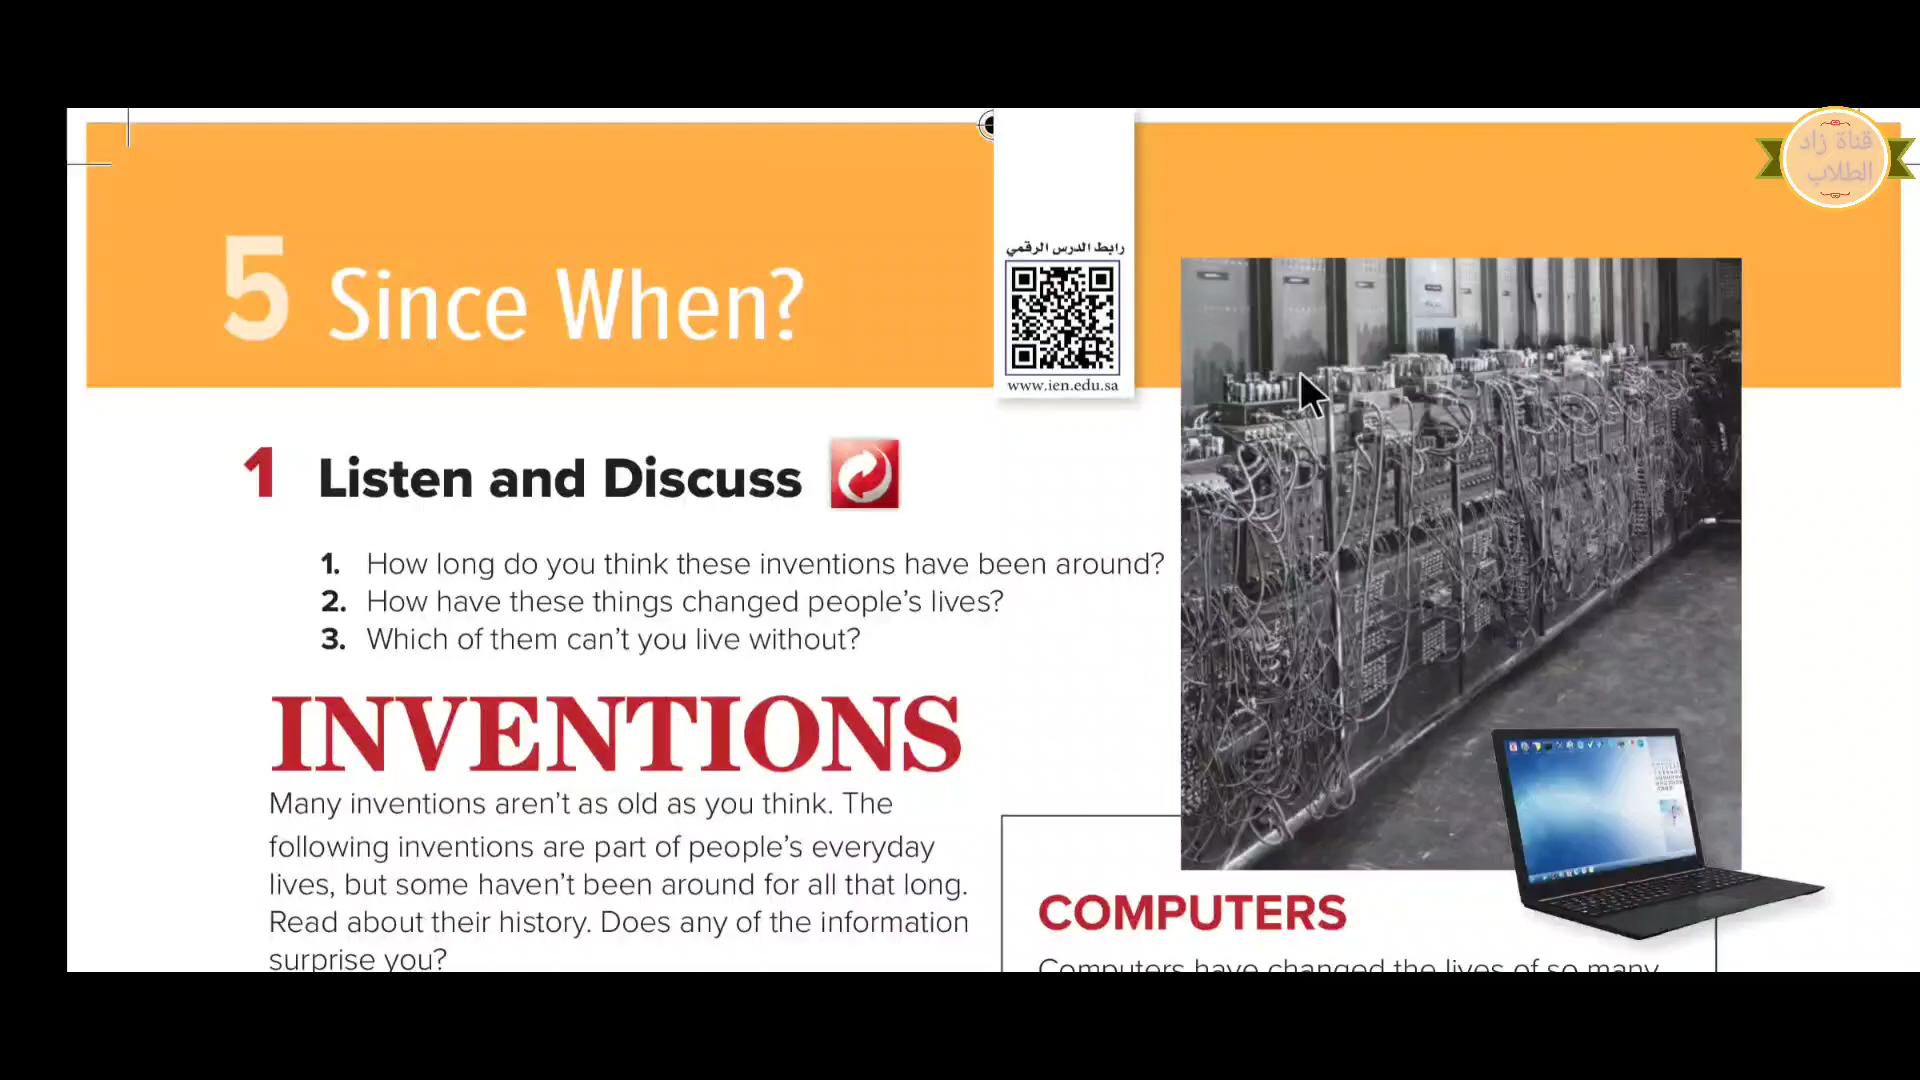 قناة زاد
الطلاب
رابط الدرس الرقمي
www.ien.edu.sa
5 Since When?
1 Listen and Discuss
1. How long do you think these inventions have been around?
2. How have these things changed people's lives?
3. Which of them can't you live without?
INVENTIONS
Many inventions aren't as old as you think. The
following inventions are part of people's everyday
lives, but some haven't been around for all that long.
Read about their history. Does any of the information
surprise you?
COMPUTERS
Computers have changed the lives of so many